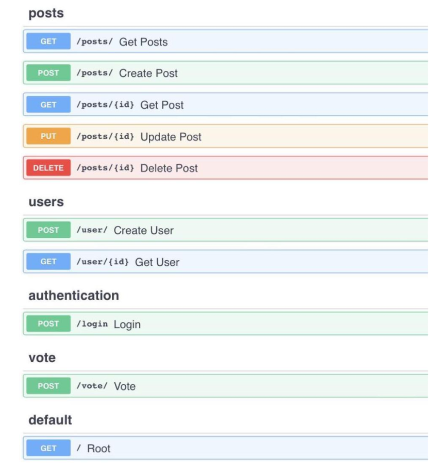 posts
GET /posts/ Get Posts
POST /posts/ Create Post
GET /posts/{id} Get Post
PUT /posts/{id} Update Post
DELETE /posts/{id} Delete Post
users
POST /user/ Create User
GET /user/{id} Get User
authentication
POST /login Login
vote
POST /vote/ Vote
default
GET / Root